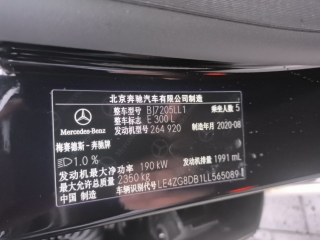 北京奔驰汽车有限公司制造
整车型号 BJ7205LL1 乘坐人数 5
整车标志 E 300 L
发动机型号 264 920 制造年月 2020-08
Mercedes-Benz
梅赛德斯-奔驰牌
1.0 % 发动机排量 1991 mL
发动机最大净功率 190 kW
最大允许总质量 2350 kg
中国 制造 车辆识别代号 LE4ZG8DB1LL565089